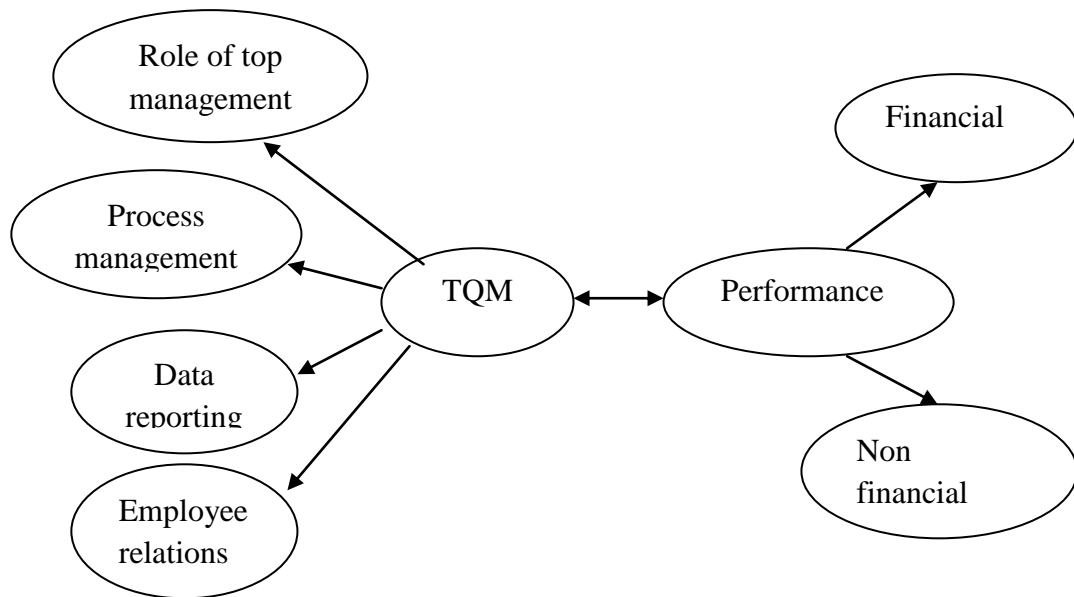 Role of top
management
Process
management
Data
reporting
Employee
relations
TQM
Performance
Financial
Non
financial